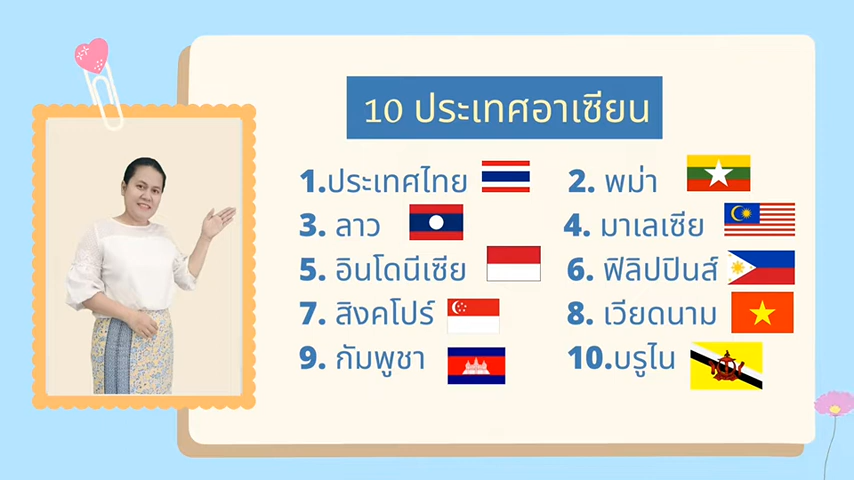 10 ประเทศอาเซียน
1.ประเทศไทย 2. พม่า
3. ลาว 4. มาเลเซีย
5. อินโดนีเซีย 6. ฟิลิปปินส์
7. สิงคโปร์ 8. เวียดนาม
9. กัมพูชา 10.บรูไน